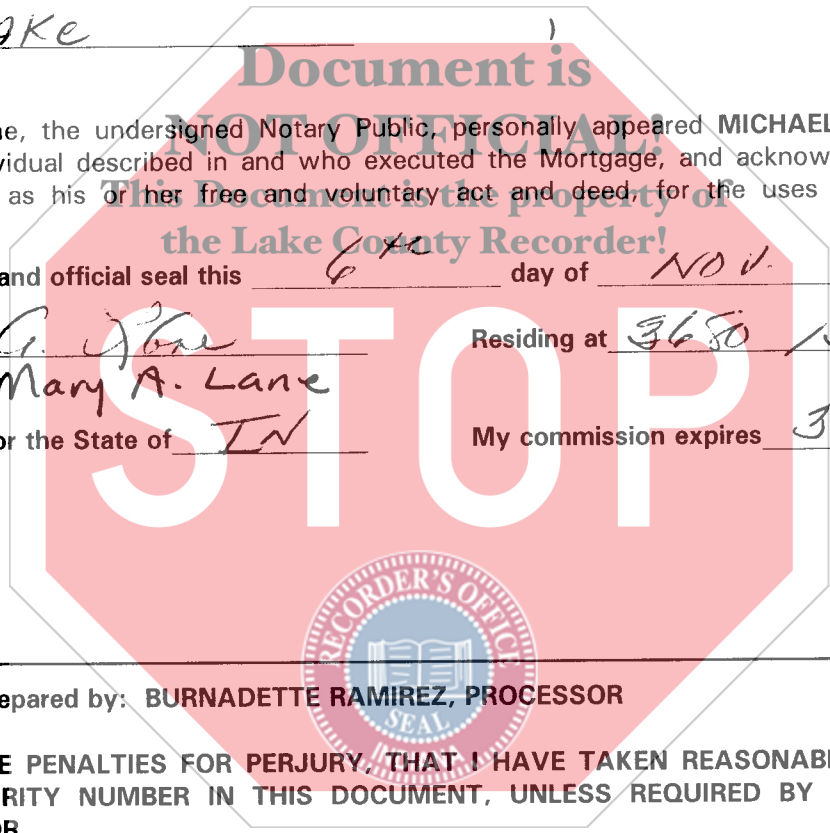 ake
Document is
NOT OFFICIAL!
e, the undersigned Notary Public, personally appeared MICHAEL
vidual described in and who executed the Mortgage, and acknow
as his or her free and voluntary act and deed, for the uses
This Document is the property of
the Lake County Recorder!
and official seal this 6th day of NOV.
Residing at 3650
Mary A. Lane
STOP
or the State of IN My commission expires 3
RECORDER'S OFFICE
SEAL
epared by: BURNADETTE RAMIREZ, PROCESSOR
E PENALTIES FOR PERJURY, THAT I HAVE TAKEN REASONABL
RITY NUMBER IN THIS DOCUMENT, UNLESS REQUIRED BY
OR